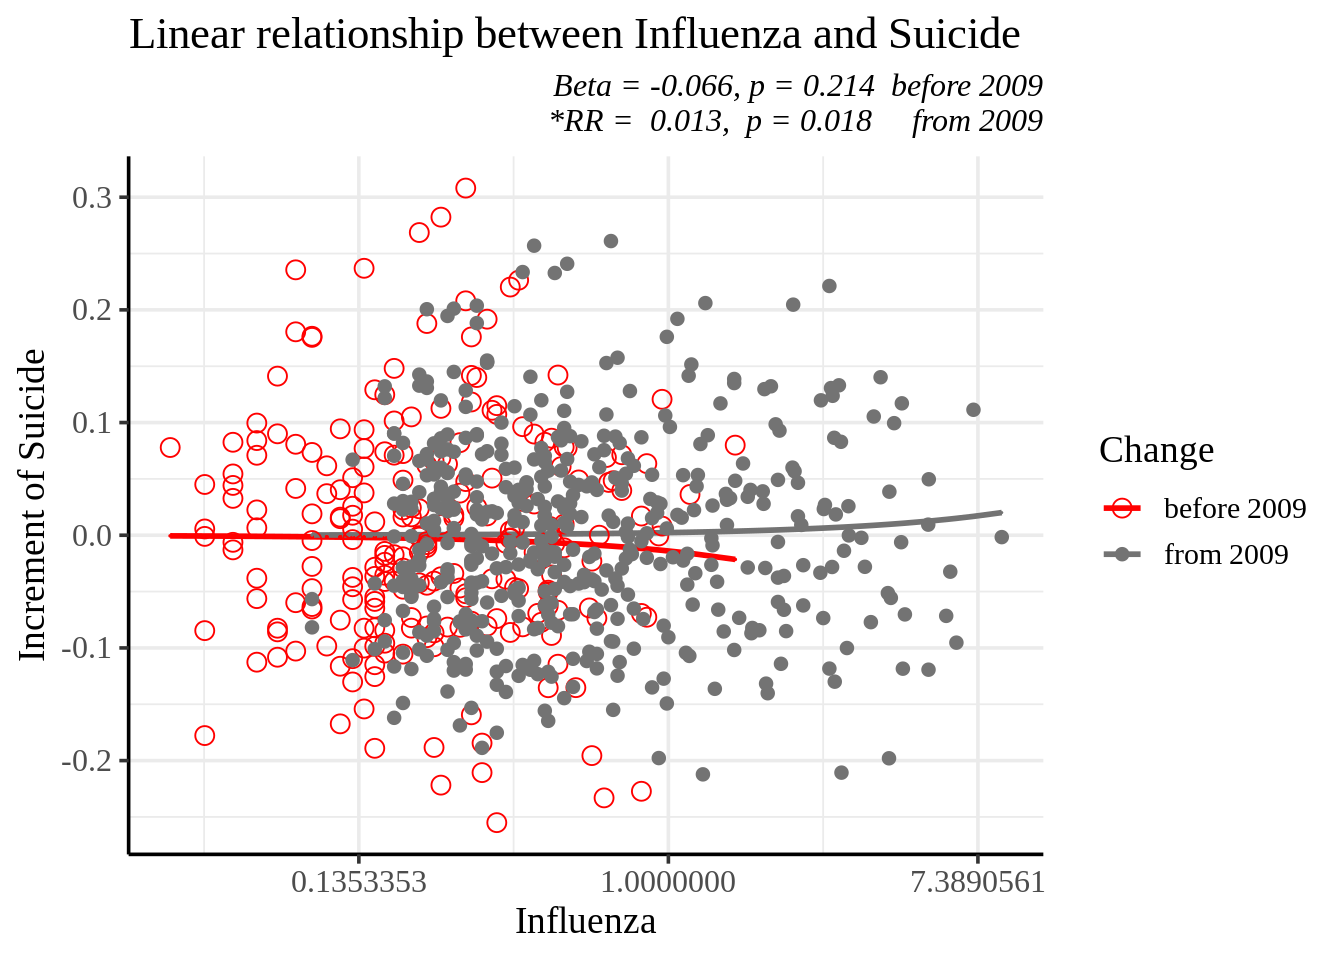 Linear relationship between Influenza and Suicide
Beta = -0.066, p = 0.214 before 2009
*RR = 0.013, p = 0.018 from 2009
Increment of Suicide
0.3
0.2
0.1
0.0
-0.1
-0.2
0.1353353
1.0000000
7.3890561
Influenza
Change
before 2009
from 2009